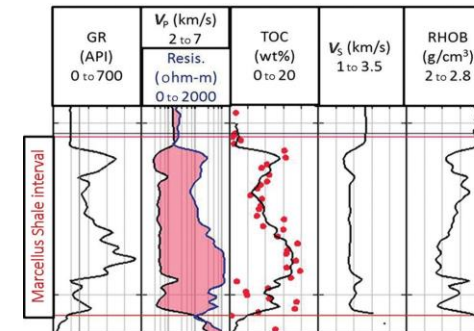 GR
(API)
0 to 700
Vₚ (km/s)
2 to 7
Resis.
(ohm-m)
0 to 2000
TOC
(wt%)
0 to 20
Vₛ (km/s)
1 to 3.5
RHOB
(g/cm³)
2 to 2.8
Marcellus Shale interval